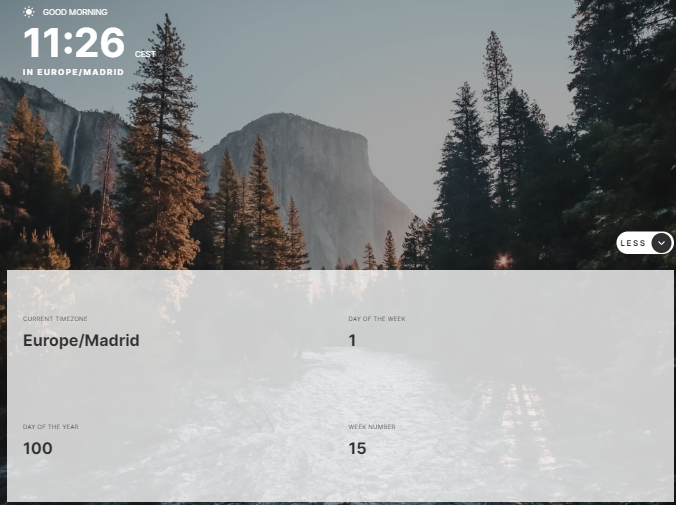 GOOD MORNING
11:26 CEST
IN EUROPE/MADRID
LESS
CURRENT TIMEZONE
Europe/Madrid
DAY OF THE WEEK
1
DAY OF THE YEAR
100
WEEK NUMBER
15